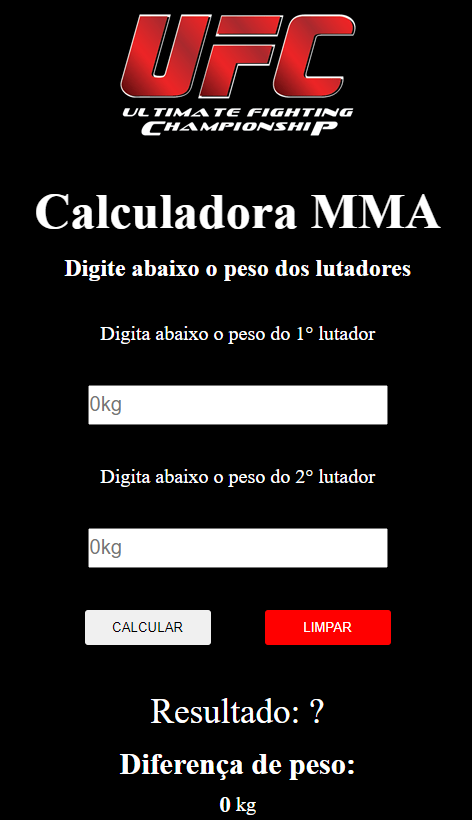 UFC
ULTIMATE FIGHTING
CHAMPIONSHIP
Calculadora MMA
Digite abaixo o peso dos lutadores
Digita abaixo o peso do 1° lutador
0kg
Digita abaixo o peso do 2° lutador
0kg
CALCULAR LIMPAR
Resultado: ?
Diferença de peso:
0 kg